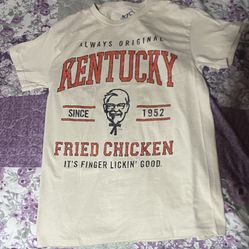 ALWAYS ORIGINAL
KENTUCKY
SINCE 1952
FRIED CHICKEN
IT'S FINGER LICKIN' GOOD.